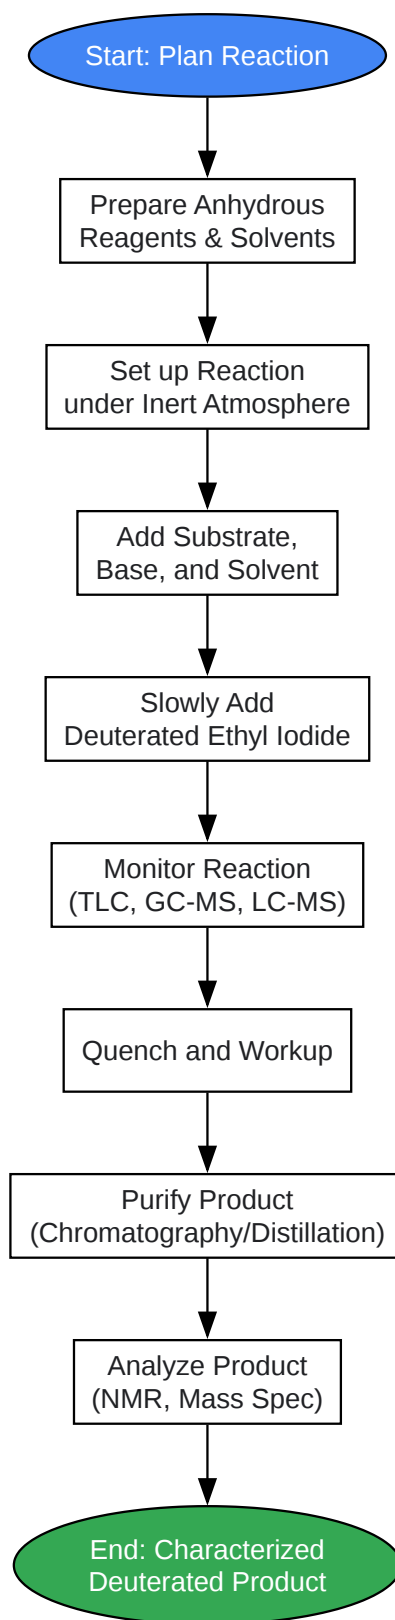 Start: Plan Reaction
Prepare Anhydrous
Reagents & Solvents
Set up Reaction
under Inert Atmosphere
Add Substrate,
Base, and Solvent
Slowly Add
Deuterated Ethyl Iodide
Monitor Reaction
(TLC, GC-MS, LC-MS)
Quench and Workup
Purify Product
(Chromatography/Distillation)
Analyze Product
(NMR, Mass Spec)
End: Characterized
Deuterated Product